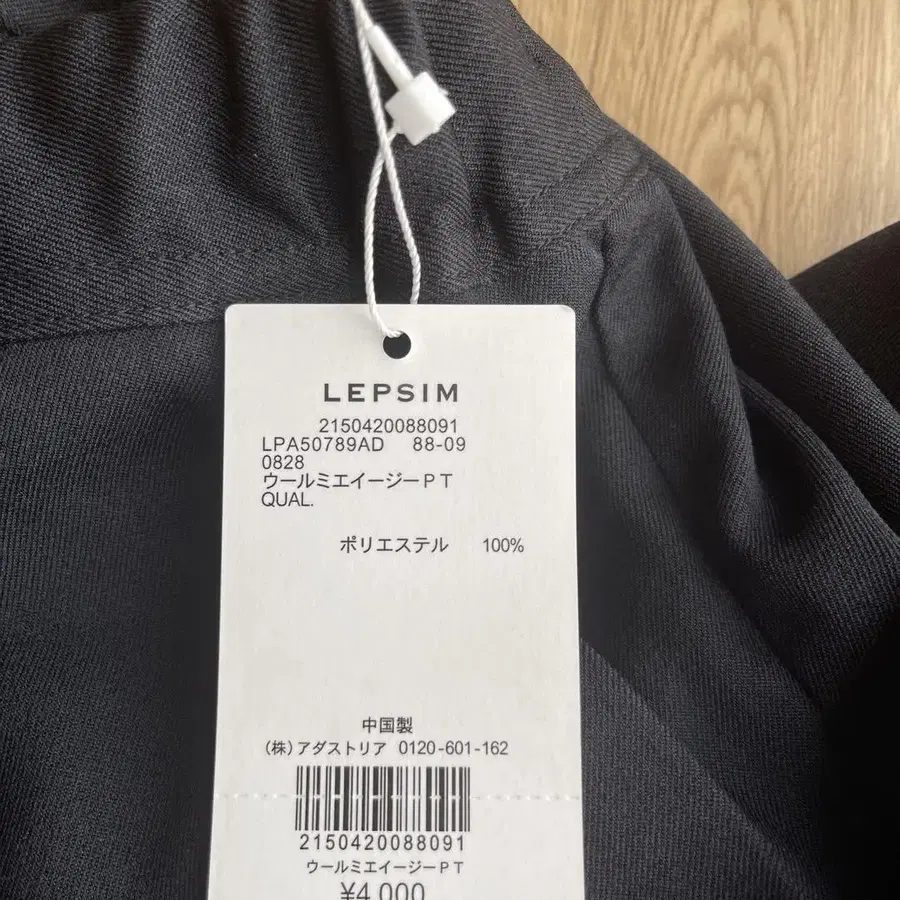 LEPSIM
2150420088091
LPA50789AD 88-09
0828
ウールミエイージーＰＴ
QUAL.
ポリエステル 100%
中国製
（株）アダストリア 0120-601-162
2150420088091
ウールミエイージーＰＴ
¥4,000